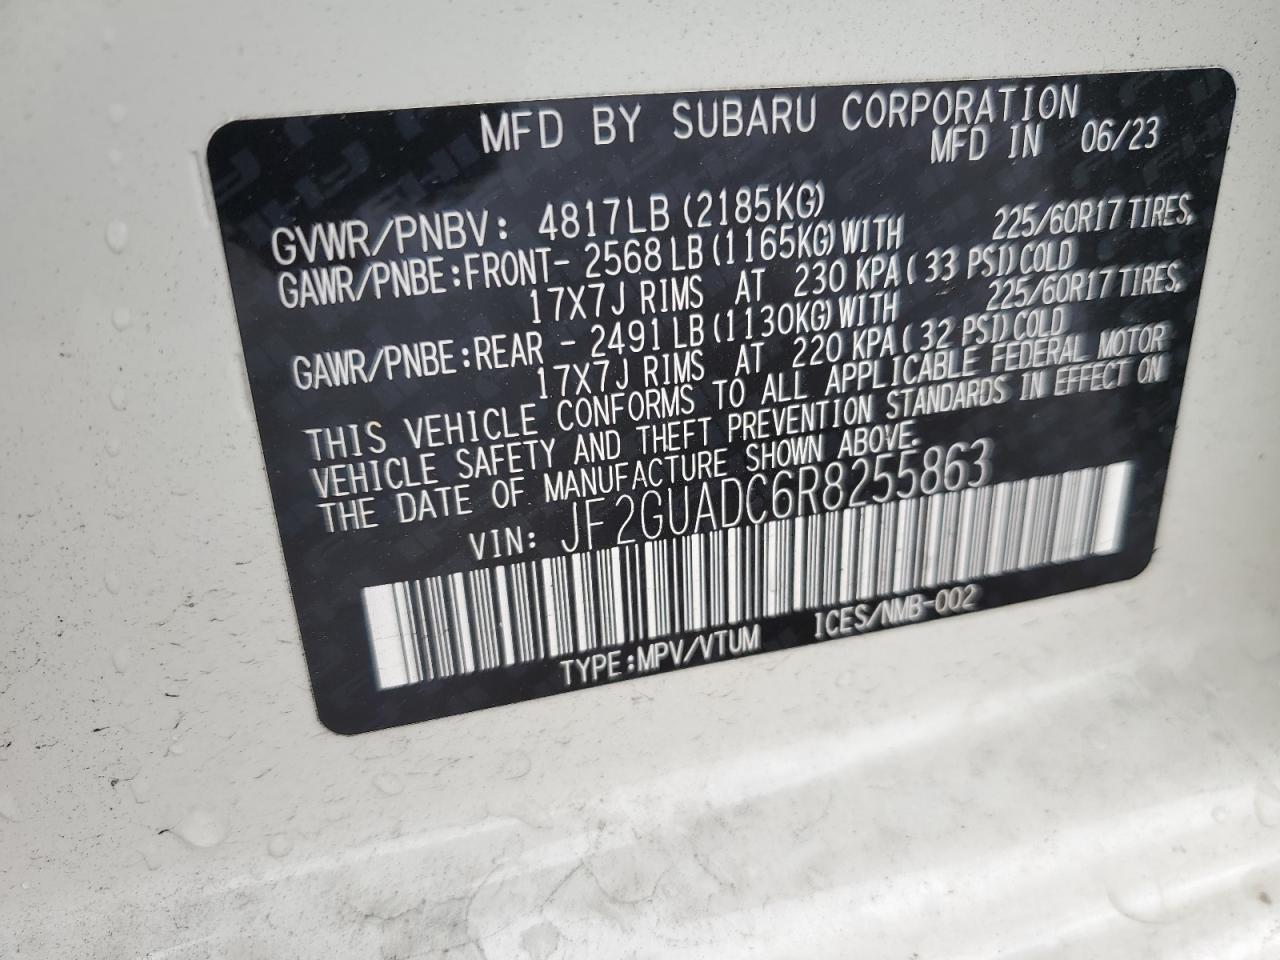 MFD BY SUBARU CORPORATION
MFD IN 06/23
GVWR/PNBV: 4817LB (2185KG)
GAWR/PNBE:FRONT- 2568 LB (1165KG) WITH 225/60R17 TIRES,
17X7J RIMS AT 230 KPA ( 33 PSI) COLD
GAWR/PNBE:REAR - 2491 LB (1130KG) WITH 225/60R17 TIRES,
17X7J RIMS AT 220 KPA ( 32 PSI) COLD
THIS VEHICLE CONFORMS TO ALL APPLICABLE FEDERAL MOTOR
VEHICLE SAFETY AND THEFT PREVENTION STANDARDS IN EFFECT ON
THE DATE OF MANUFACTURE SHOWN ABOVE.
VIN: JF2GUADC6R8255863
TYPE:MPV/VTUM ICES/NMB-002